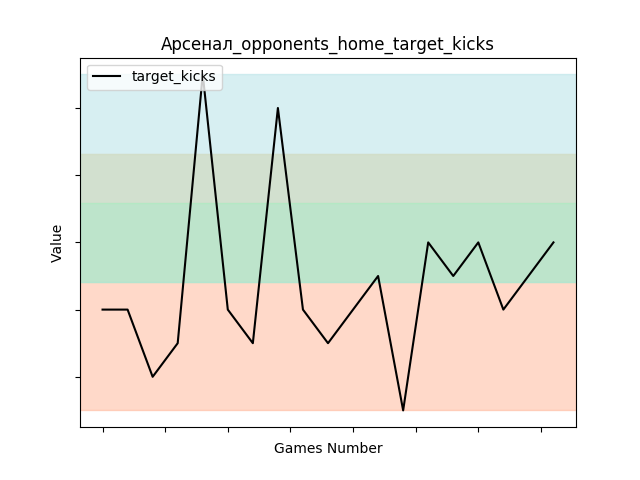 Арсенал_opponents_home_target_kicks
target_kicks
Value
Games Number